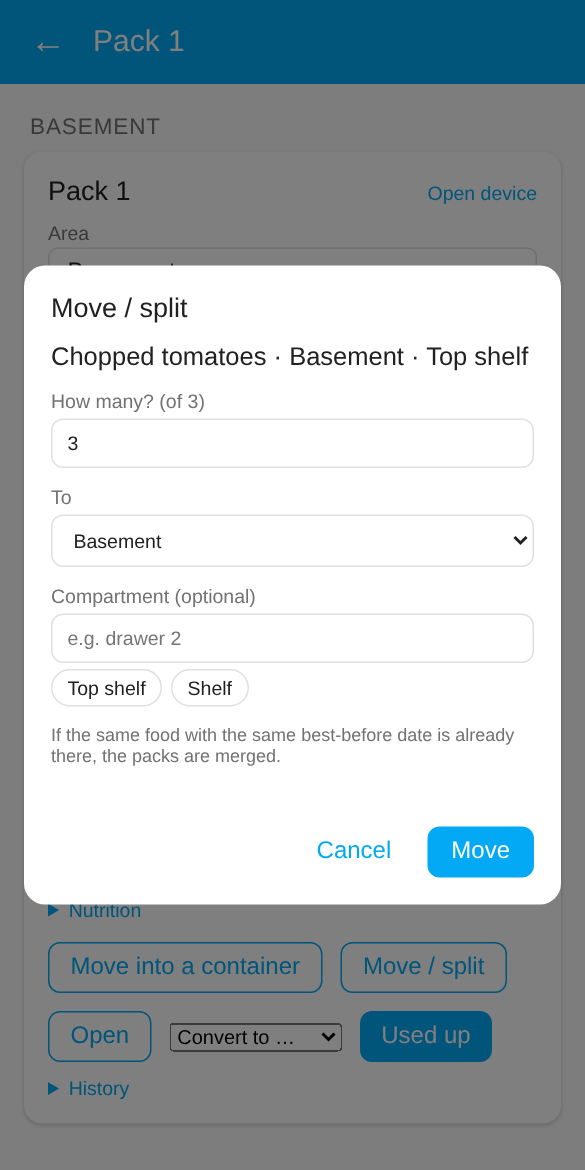 ← Pack 1
BASEMENT
Pack 1
Open device
Area
Move / split
Chopped tomatoes · Basement · Top shelf
How many? (of 3)
3
To
Basement
Compartment (optional)
e.g. drawer 2
Top shelf
Shelf
If the same food with the same best-before date is already
there, the packs are merged.
Cancel
Move
Nutrition
Move into a container
Move / split
Open
Convert to …
Used up
History